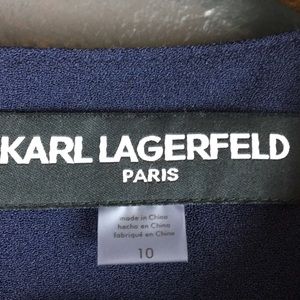 KARL LAGERFELD
PARIS
made in China
hecho en China
fabriqué en Chine
10